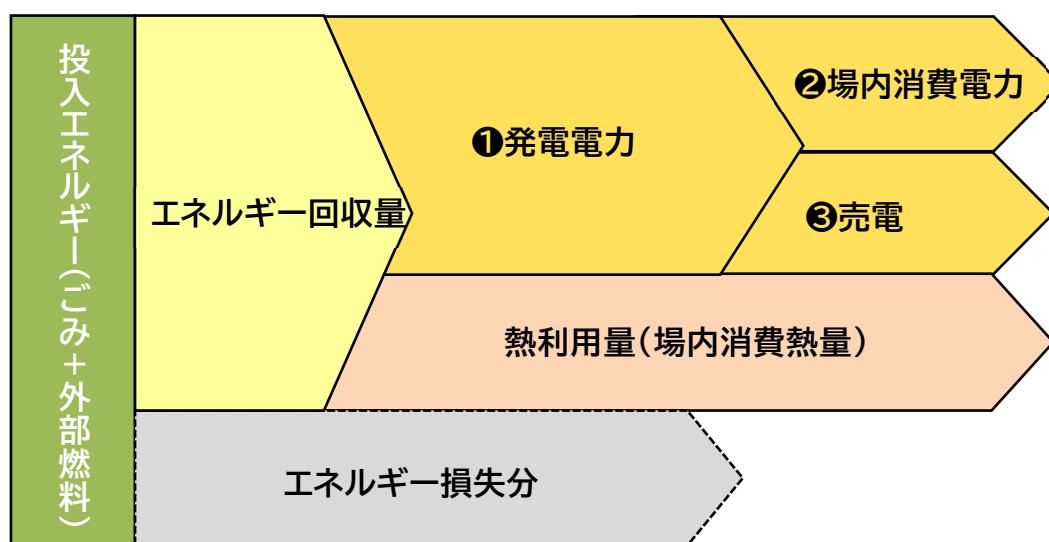 投入エネルギー(ごみ+外部燃料)
エネルギー回収量
❶発電電力
❷場内消費電力
❸売電
熱利用量(場内消費熱量)
エネルギー損失分